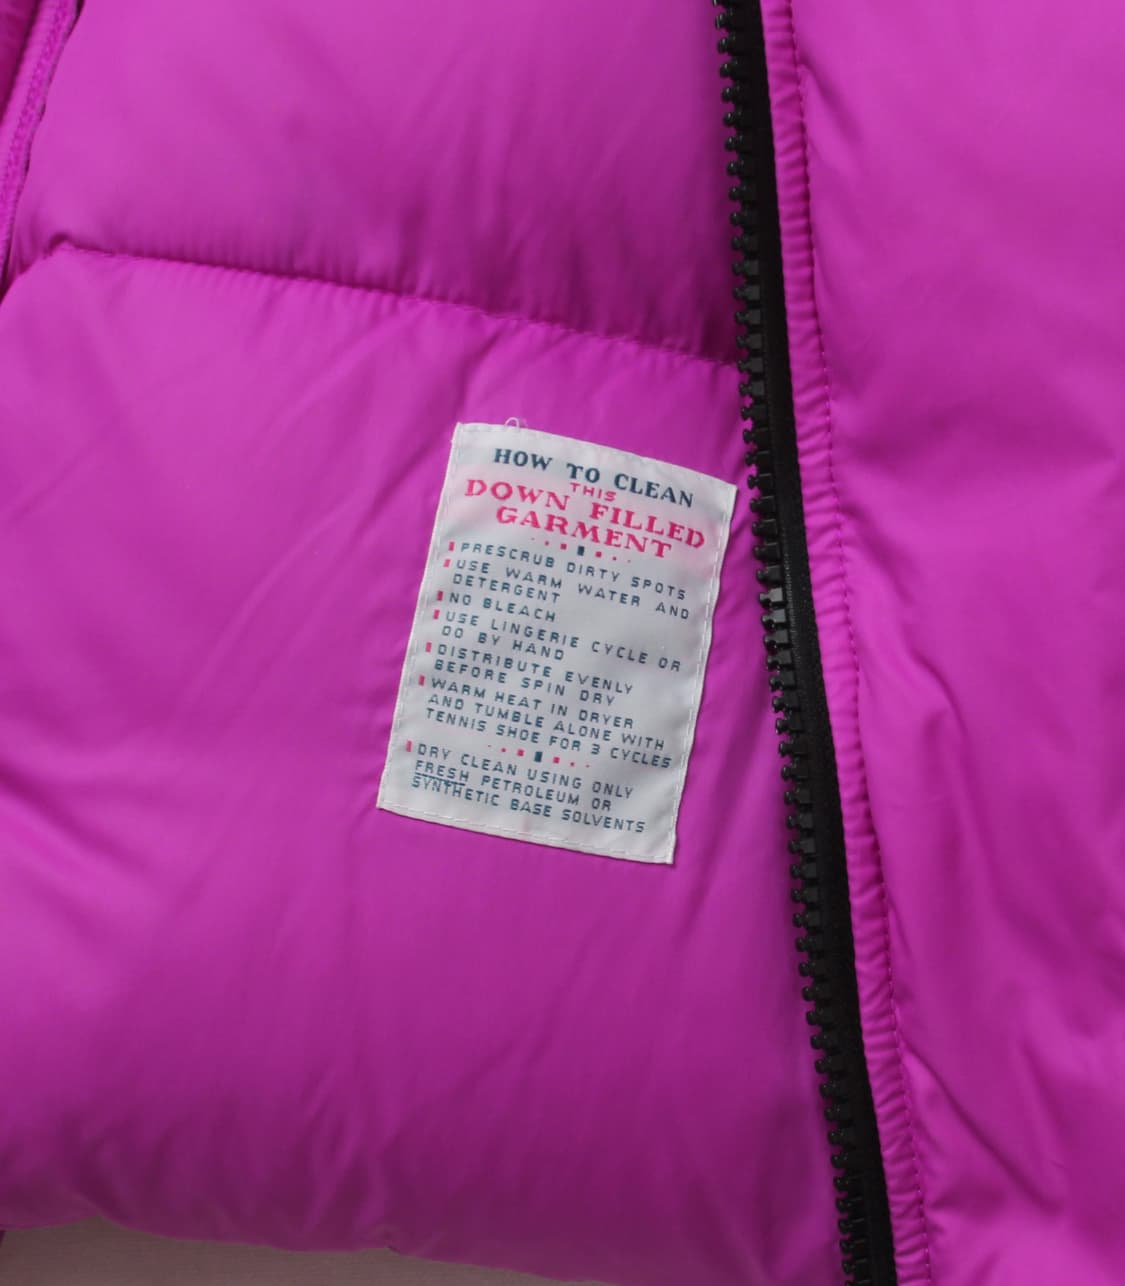 HOW TO CLEAN
THIS
DOWN FILLED
GARMENT
PRESCRUB DIRTY SPOTS
USE WARM WATER AND
DETERGENT
NO BLEACH
USE LINGERIE CYCLE OR
DO BY HAND
DISTRIBUTE EVENLY
BEFORE SPIN DRY
WARM HEAT IN DRYER
AND TUMBLE ALONE WITH
TENNIS SHOE FOR 3 CYCLES
DRY CLEAN USING ONLY
FRESH PETROLEUM OR
SYNTHETIC BASE SOLVENTS